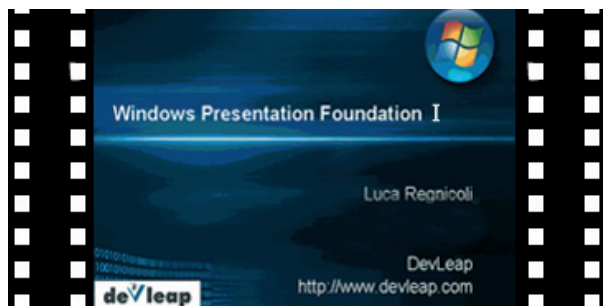 Windows Presentation Foundation
Luca Regnicoli
DevLeap
http://www.devleap.com
devleap